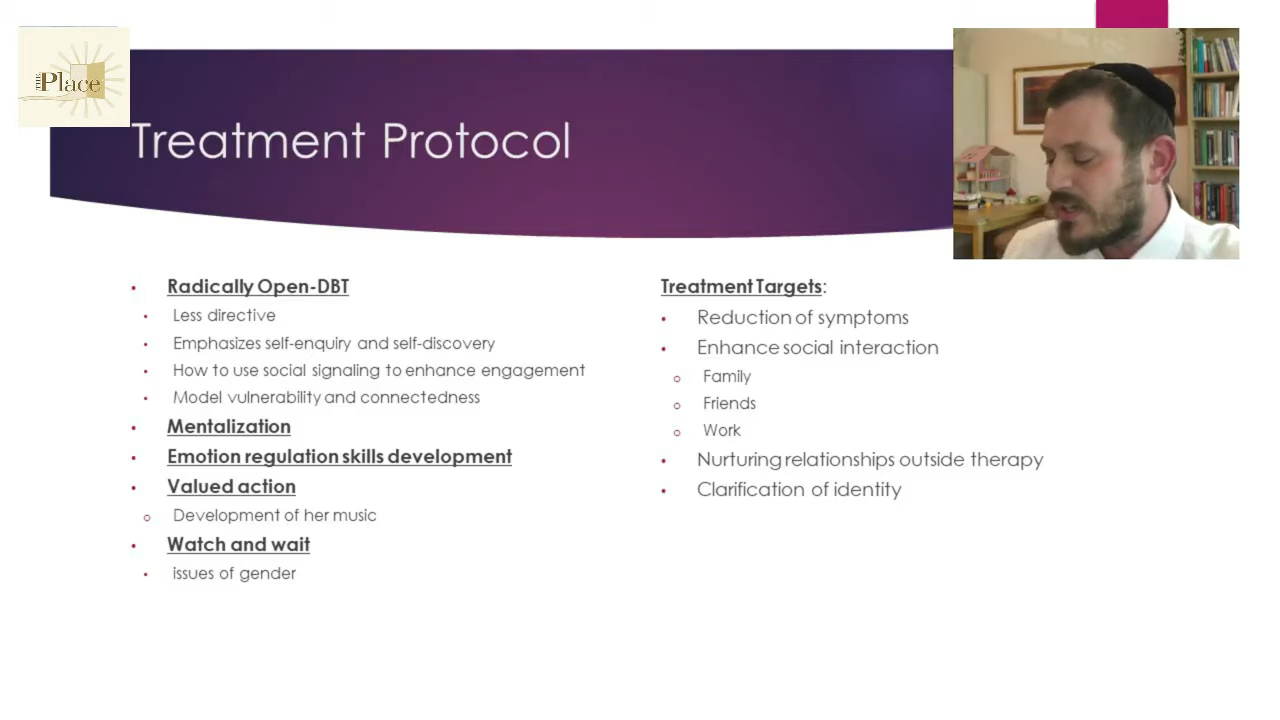 THE Place
Treatment Protocol
Radically Open-DBT
Less directive
Emphasizes self-enquiry and self-discovery
How to use social signaling to enhance engagement
Model vulnerability and connectedness
Mentalization
Emotion regulation skills development
Valued action
Development of her music
Watch and wait
issues of gender
Treatment Targets:
Reduction of symptoms
Enhance social interaction
Family
Friends
Work
Nurturing relationships outside therapy
Clarification of identity